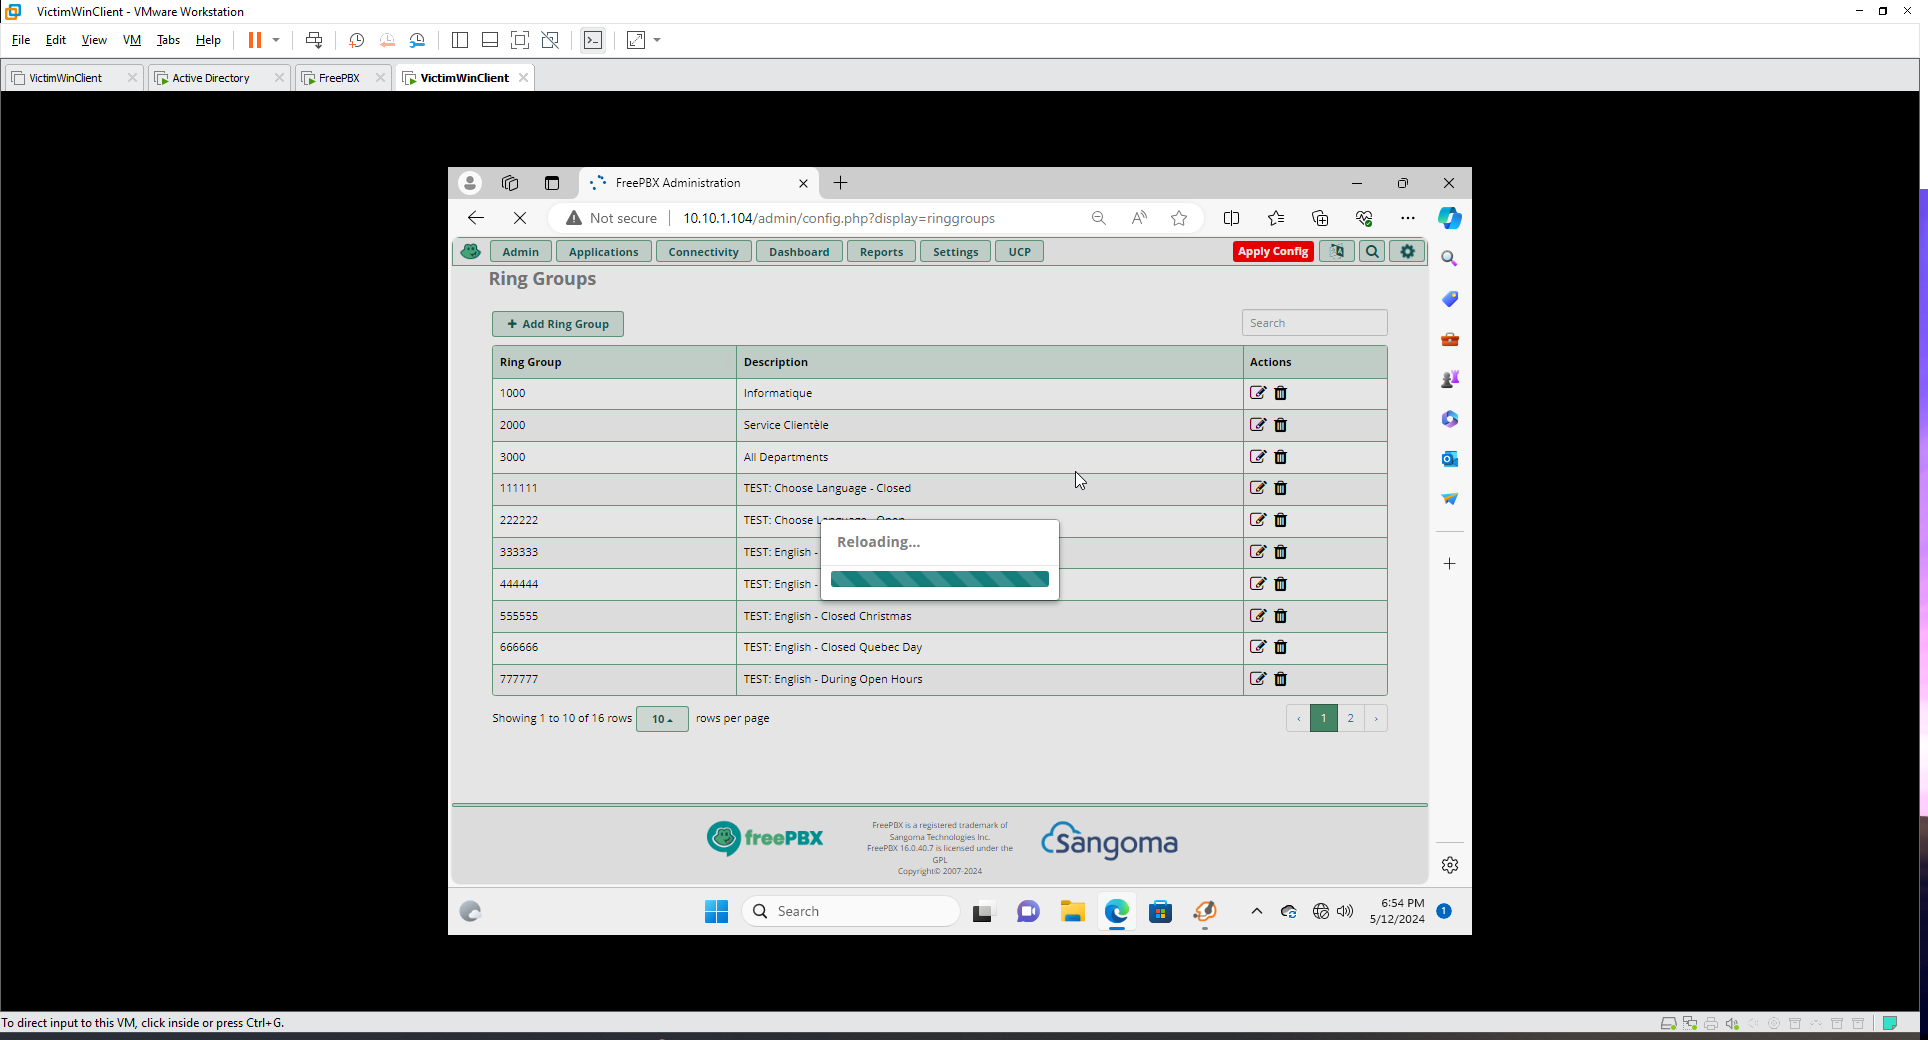 VictimWinClient - VMware Workstation
File Edit View VM Tabs Help
VictimWinClient Active Directory FreePBX VictimWinClient
FreePBX Administration
Not secure 10.10.1.104/admin/config.php?display=ringgroups
Admin Applications Connectivity Dashboard Reports Settings UCP Apply Config
Ring Groups
+ Add Ring Group Search
Ring Group Description Actions
1000 Informatique
2000 Service Clientèle
3000 All Departments
111111 TEST: Choose Language - Closed
222222 TEST: Choose Language - Open
333333 TEST: English -
Reloading...
444444 TEST: English -
555555 TEST: English - Closed Christmas
666666 TEST: English - Closed Quebec Day
777777 TEST: English - During Open Hours
Showing 1 to 10 of 16 rows 10 rows per page ‹ 1 2 ›
freePBX
FreePBX is a registered trademark of
Sangoma Technologies Inc.
FreePBX 16.0.40.7 is licensed under the
GPL
Copyright© 2007-2024
Sangoma
Search
6:54 PM
5/12/2024
1
To direct input to this VM, click inside or press Ctrl+G.